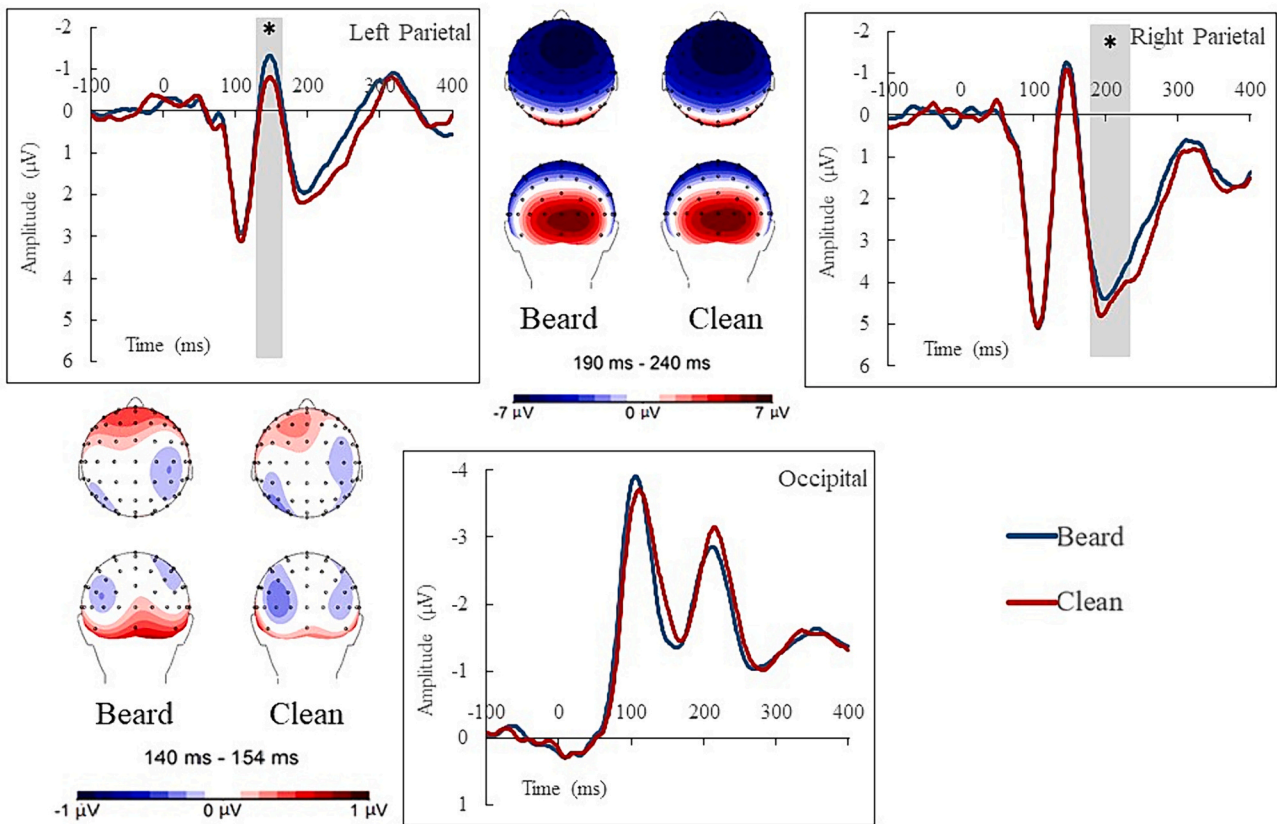 Left Parietal
*
-2
-1
0
1
2
3
4
5
6
-100 0 100 200 300 400
Amplitude (μV)
Time (ms)
Beard Clean
190 ms - 240 ms
-7 μV 0 μV 7 μV
Right Parietal
*
-2
-1
0
1
2
3
4
5
6
-100 0 100 200 300 400
Amplitude (μV)
Time (ms)
Beard Clean
140 ms - 154 ms
-1 μV 0 μV 1 μV
Occipital
-4
-3
-2
-1
0
1
-100 0 100 200 300 400
Amplitude (μV)
Time (ms)
Beard
Clean